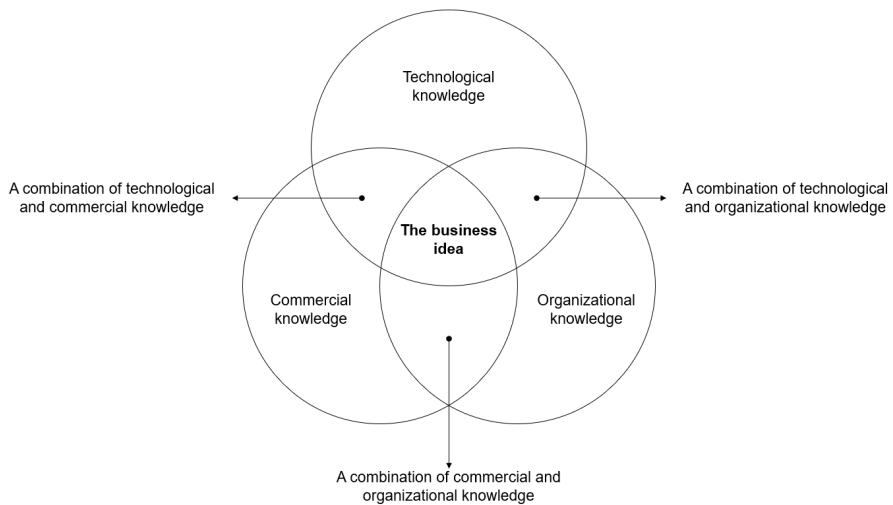 Technological
knowledge
A combination of technological
and commercial knowledge
A combination of technological
and organizational knowledge
The business
idea
Commercial
knowledge
Organizational
knowledge
A combination of commercial and
organizational knowledge